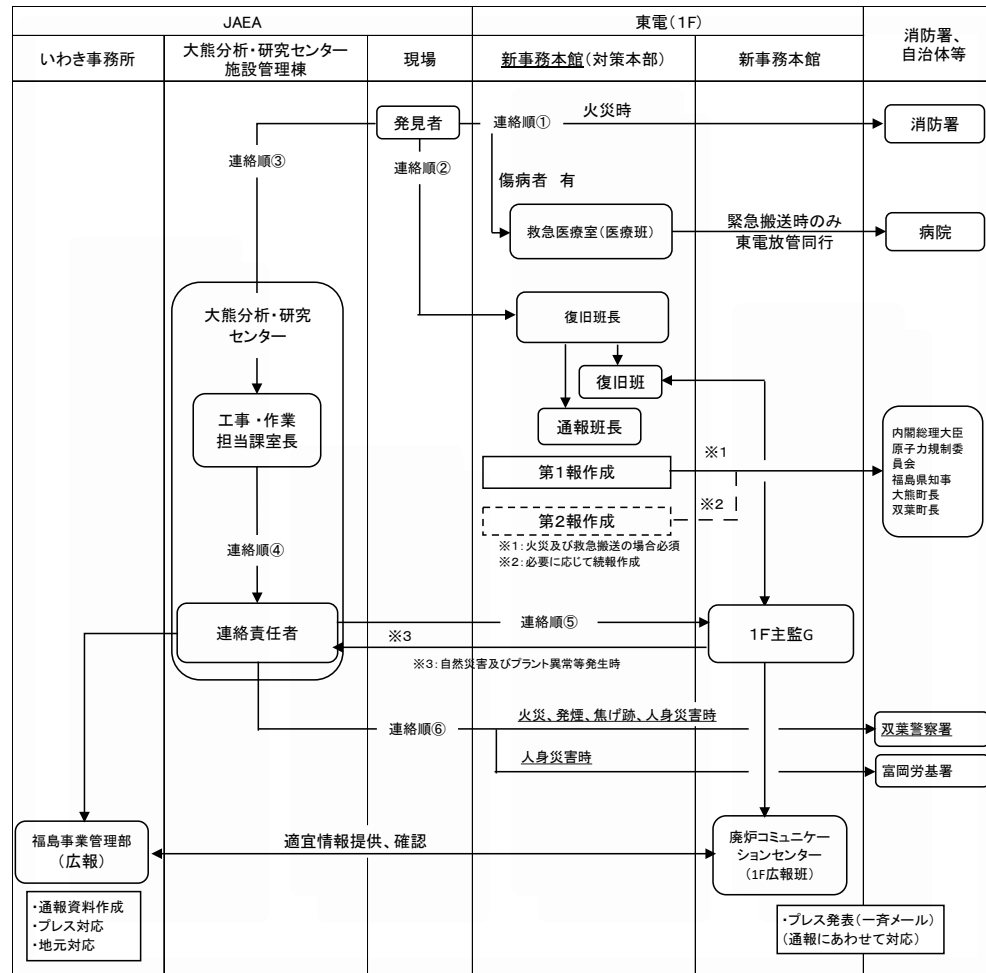 JAEA
東電(1F)
消防署、
自治体等
いわき事務所
大熊分析・研究センター
施設管理棟
現場
新事務本館(対策本部)
新事務本館
発見者
連絡順①
火災時
消防署
連絡順③
連絡順②
傷病者 有
救急医療室(医療班)
緊急搬送時のみ
東電放管同行
病院
大熊分析・研究
センター
復旧班長
復旧班
工事・作業
担当課室長
通報班長
第1報作成
※1
内閣総理大臣
原子力規制委
員会
福島県知事
大熊町長
双葉町長
第2報作成
※2
※1:火災及び救急搬送の場合必須
※2:必要に応じて続報作成
連絡順④
連絡責任者
連絡順⑤
※3
1F主監G
※3:自然災害及びプラント異常等発生時
連絡順⑥
火災、発煙、焦げ跡、人身災害時
双葉警察署
人身災害時
富岡労基署
福島事業管理部
(広報)
適宜情報提供、確認
廃炉コミュニケー
ションセンター
(1F広報班)
・通報資料作成
・プレス対応
・地元対応
・プレス発表(一斉メール)
(通報にあわせて対応)